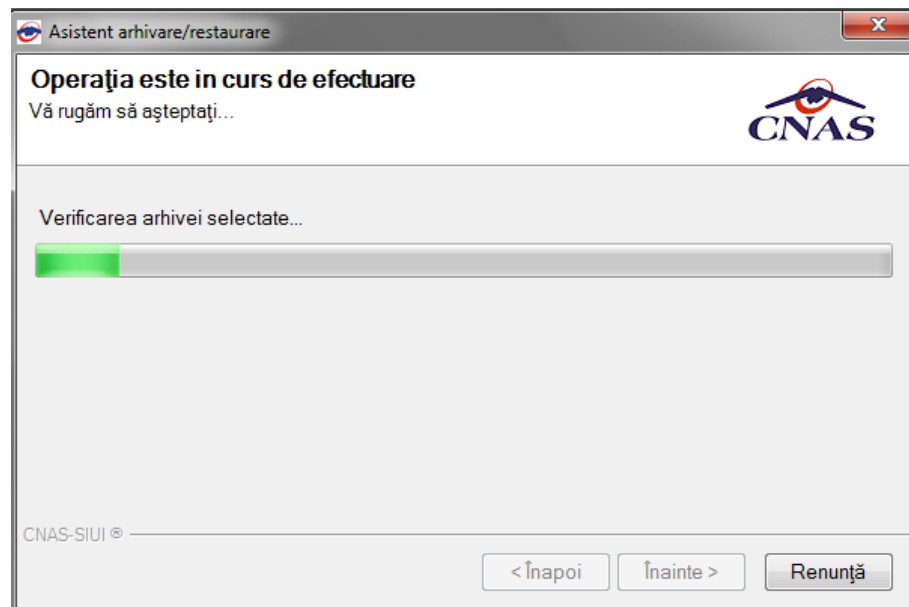 Asistent arhivare/restaurare
Operaţia este in curs de efectuare
Vă rugăm să aşteptaţi...
CNAS
Verificarea arhivei selectate...
CNAS-SIUI ®
< Înapoi
Înainte >
Renunţă